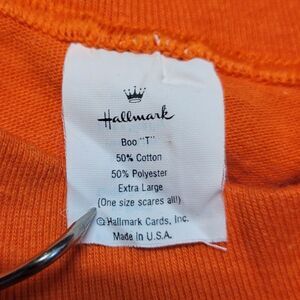 Hallmark
Boo "T"
50% Cotton
50% Polyester
Extra Large
(One size scares all!)
© Hallmark Cards, Inc.
Made in U.S.A.